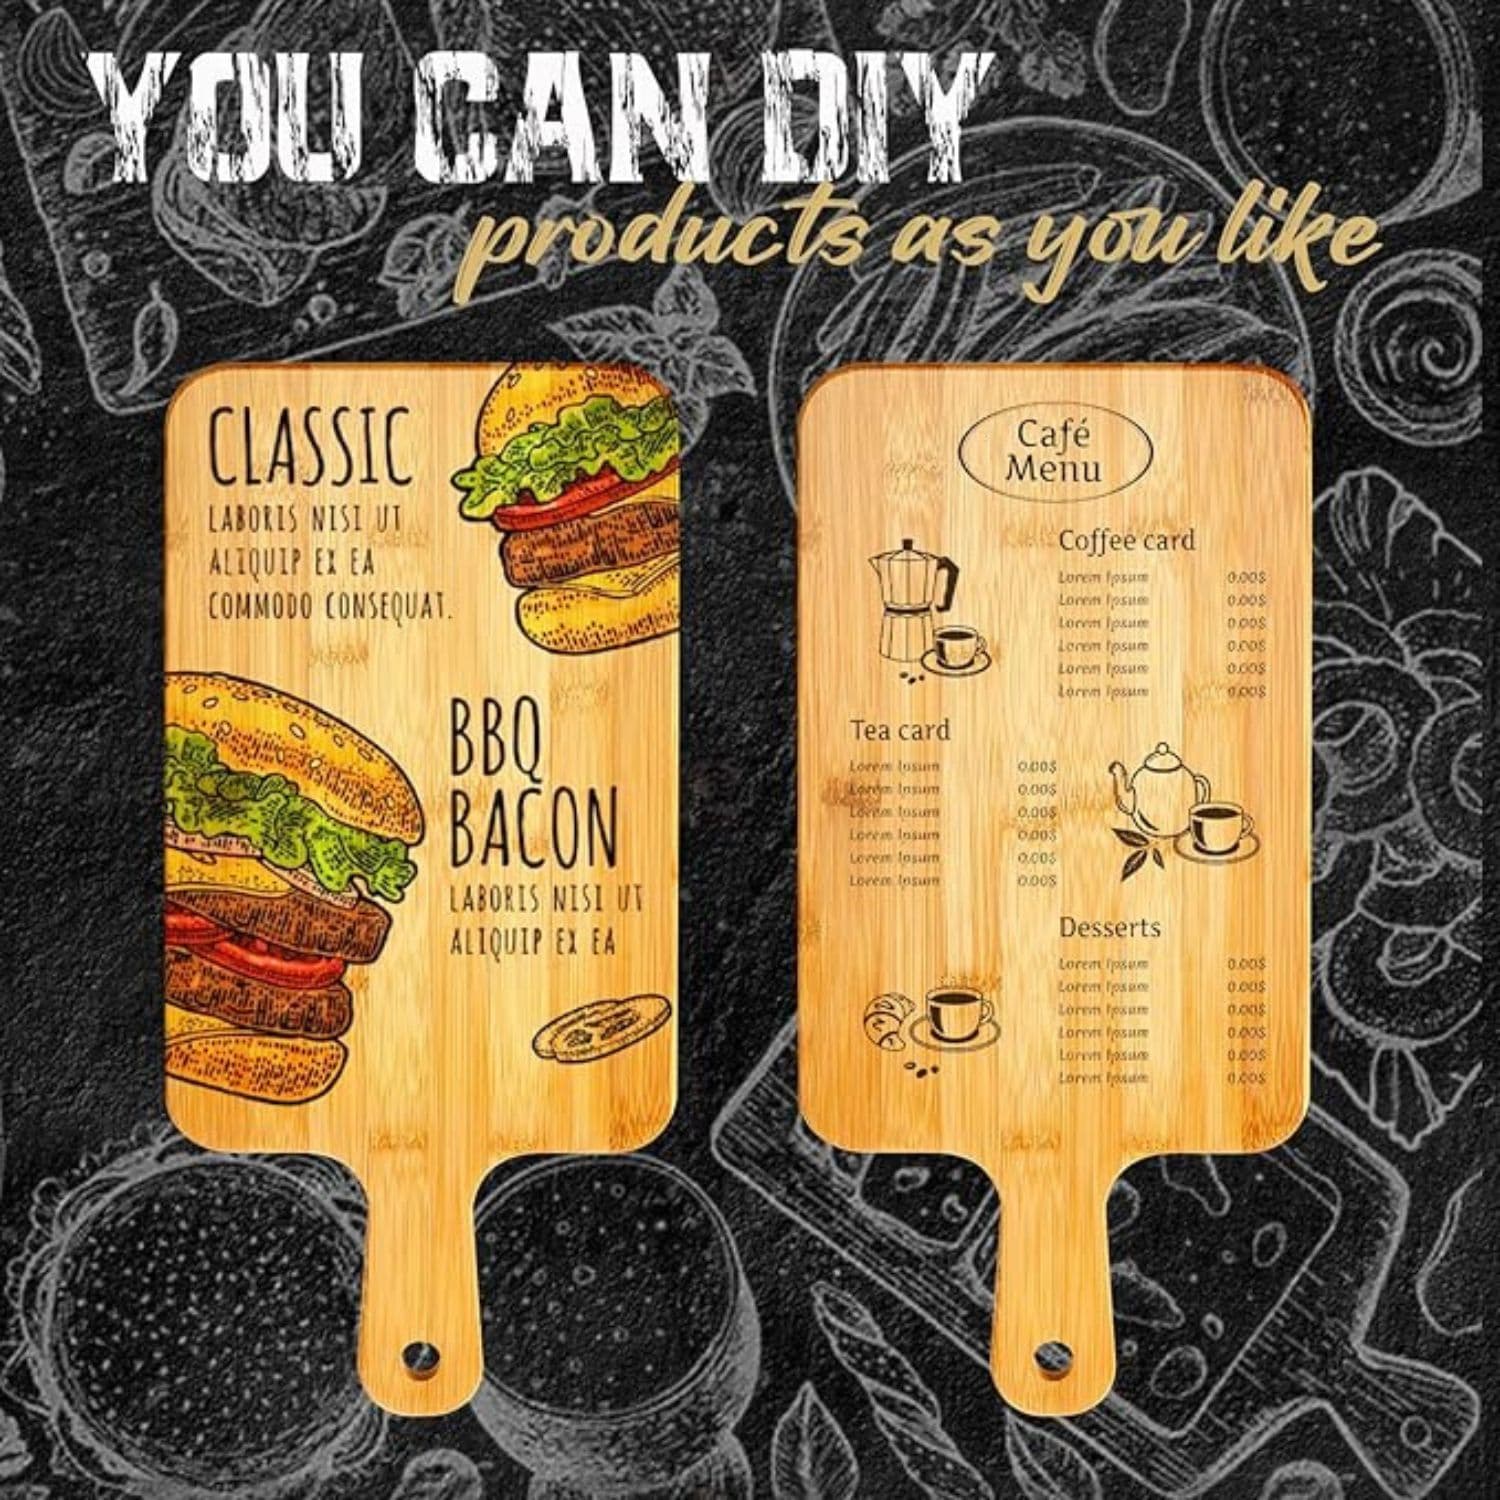 YOU CAN DIY
products as you like
CLASSIC
LABORIS NISI UT
ALIQUIP EX EA
COMMODO CONSEQUAT.
BBQ
BACON
LABORIS NISI UT
ALIQUIP EX EA
Café
Menu
Coffee card
Lorem Ipsum 0.00$
Lorem Ipsum 0.00$
Lorem Ipsum 0.00$
Lorem Ipsum 0.00$
Lorem Ipsum 0.00$
Lorem Ipsum 0.00$
Tea card
Lorem Ipsum 0.00$
Lorem Ipsum 0.00$
Lorem Ipsum 0.00$
Lorem Ipsum 0.00$
Lorem Ipsum 0.00$
Lorem Ipsum 0.00$
Desserts
Lorem Ipsum 0.00$
Lorem Ipsum 0.00$
Lorem Ipsum 0.00$
Lorem Ipsum 0.00$
Lorem Ipsum 0.00$
Lorem Ipsum 0.00$